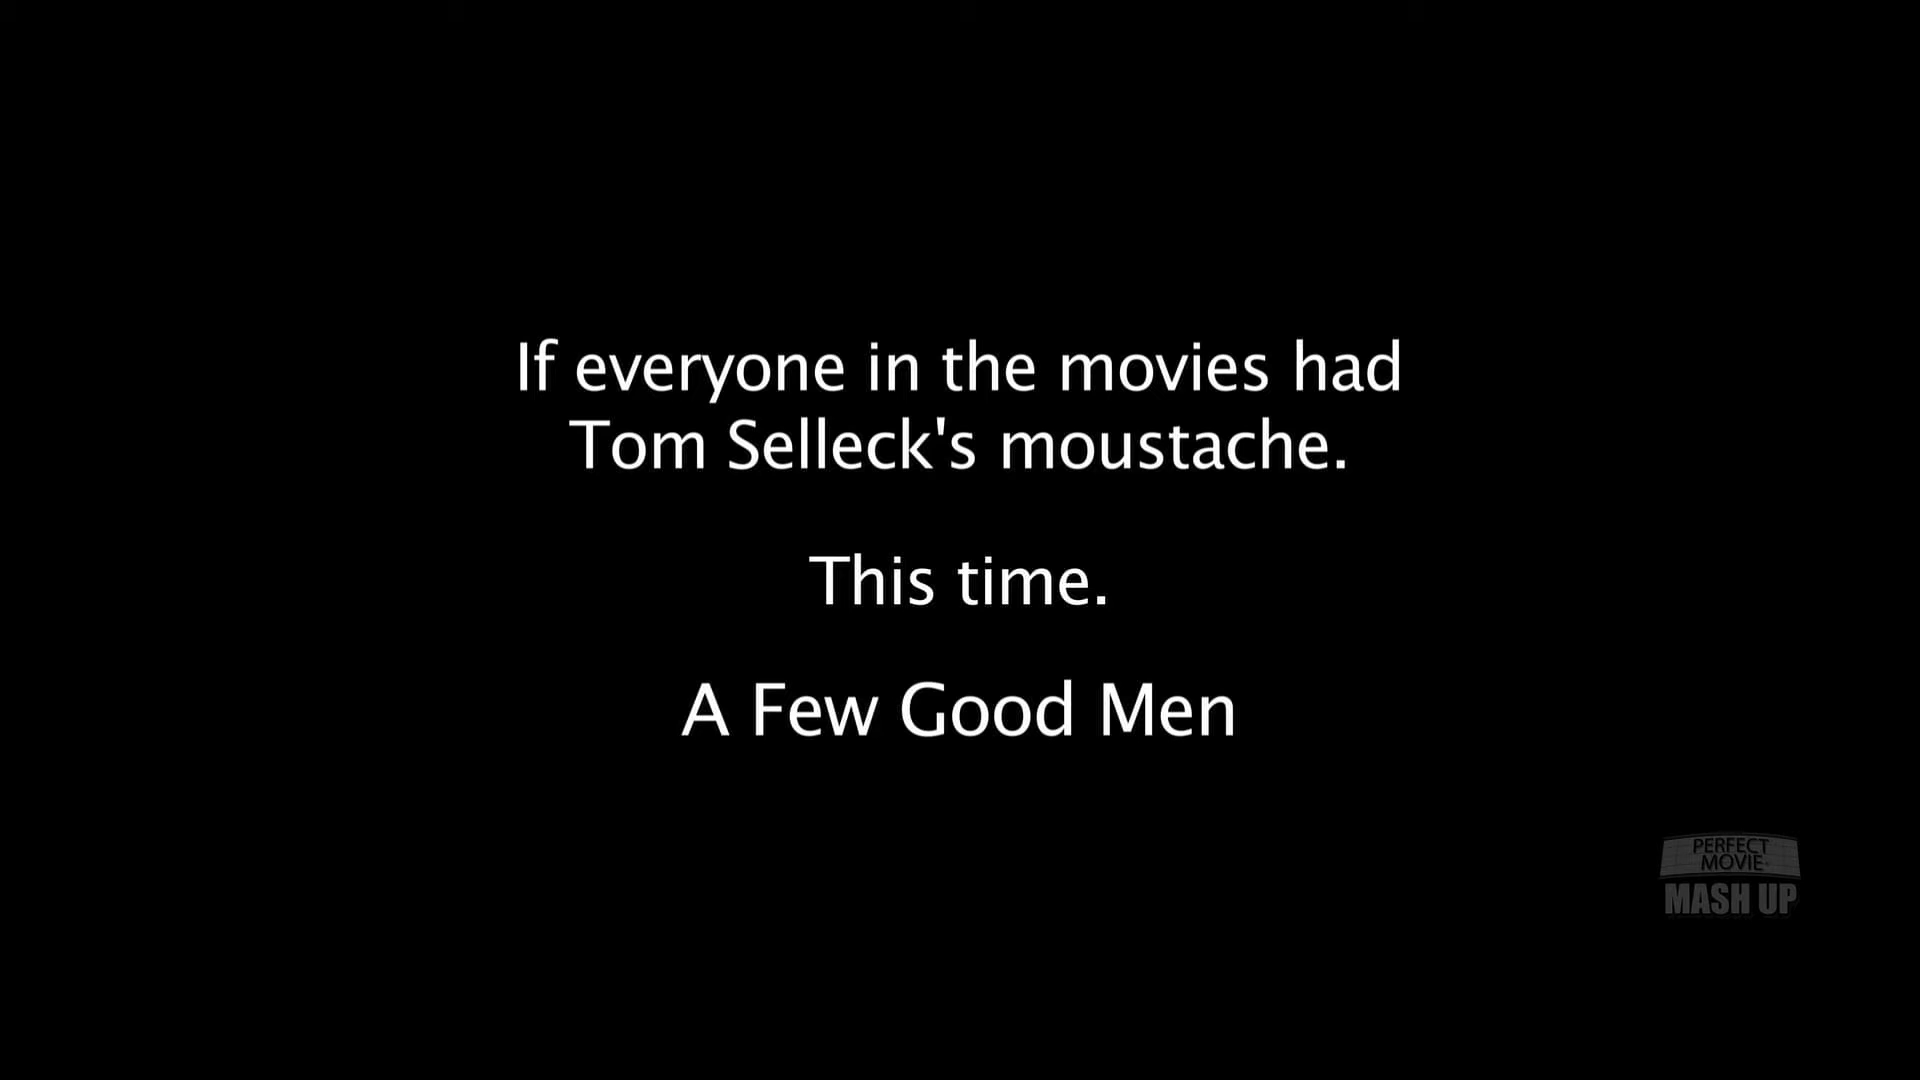 If everyone in the movies had
Tom Selleck's moustache.
This time.
A Few Good Men
PERFECT
MOVIE
MASH UP